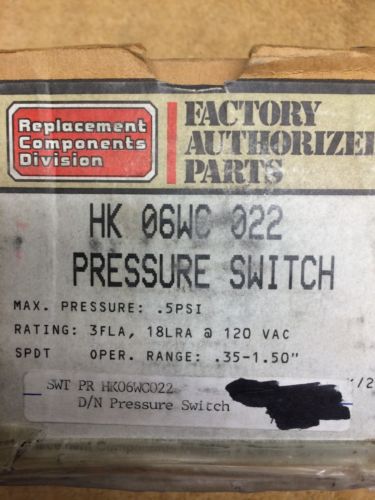 Replacement
Components
Division
FACTORY
AUTHORIZE
PARTS
HK 06WC 022
PRESSURE SWITCH
MAX. PRESSURE: .5PSI
RATING: 3FLA, 18LRA @ 120 VAC
SPDT OPER. RANGE: .35-1.50"
SWT PR HK06WC022
D/N Pressure Switch